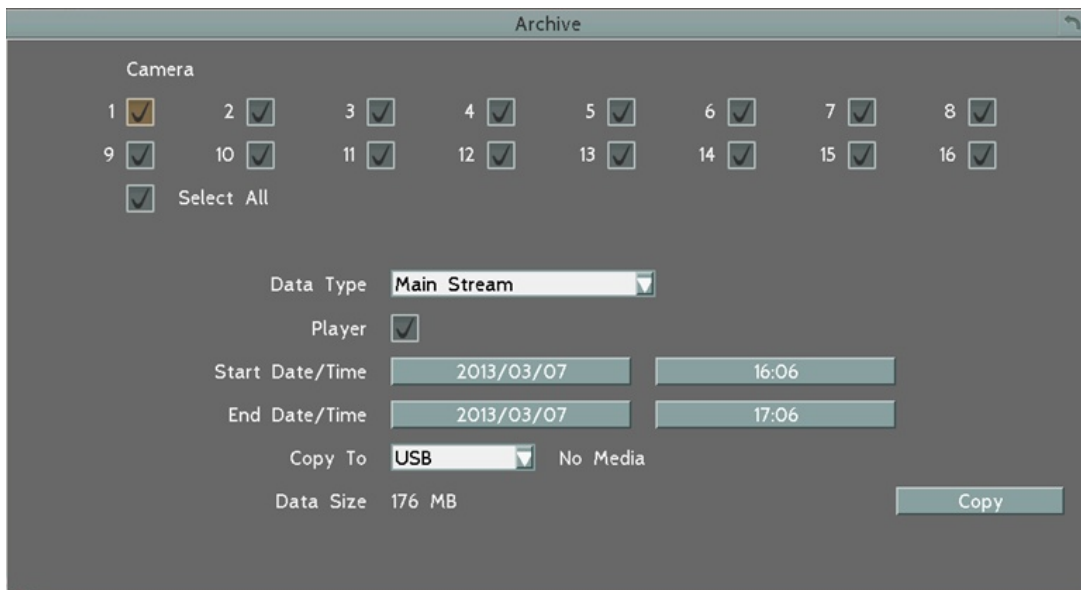 Archive
Camera
1 2 3 4 5 6 7 8
9 10 11 12 13 14 15 16
Select All
Data Type Main Stream
Player
Start Date/Time 2013/03/07 16:06
End Date/Time 2013/03/07 17:06
Copy To USB No Media
Data Size 176 MB Copy